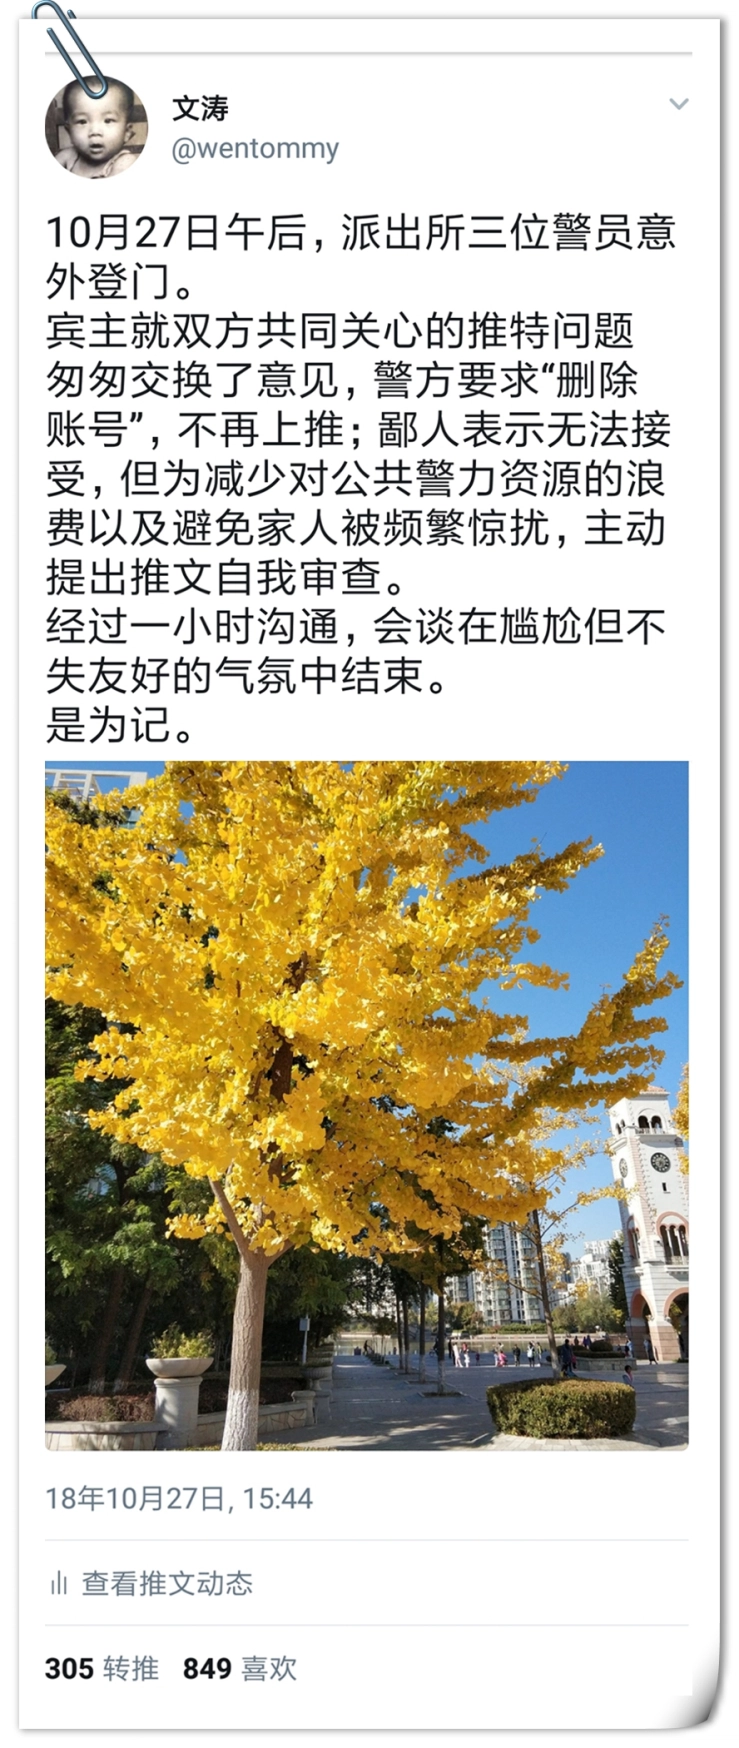 文涛
@wentommy
10月27日午后，派出所三位警员意
外登门。
宾主就双方共同关心的推特问题
匆匆交换了意见，警方要求“删除
账号”，不再上推；鄙人表示无法接
受，但为减少对公共警力资源的浪
费以及避免家人被频繁惊扰，主动
提出推文自我审查。
经过一小时沟通，会谈在尴尬但不
失友好的气氛中结束。
是为记。
18年10月27日, 15:44
查看推文动态
305 转推 849 喜欢